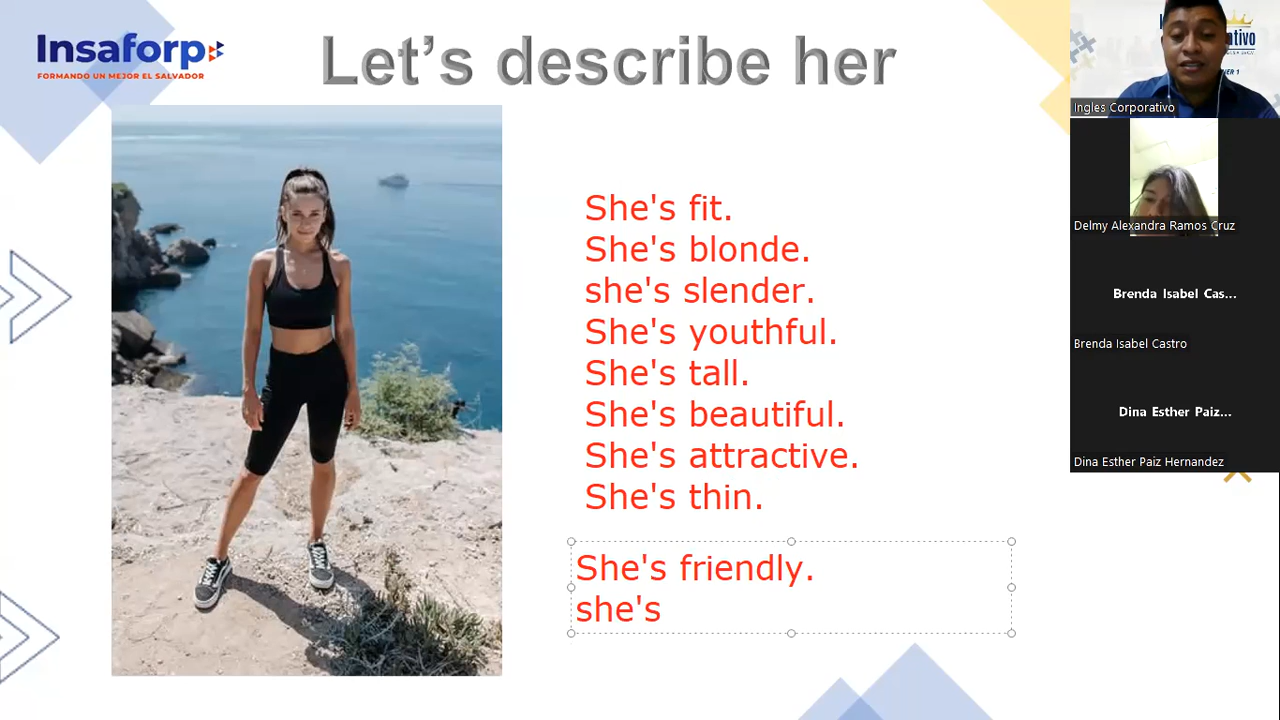 Insaforp
FORMANDO UN MEJOR EL SALVADOR
Let's describe her
She's fit.
She's blonde.
she's slender.
She's youthful.
She's tall.
She's beautiful.
She's attractive.
She's thin.
She's friendly.
she's
Ingles Corporativo
Delmy Alexandra Ramos Cruz
Brenda Isabel Cas...
Brenda Isabel Castro
Dina Esther Paiz...
Dina Esther Paiz Hernandez